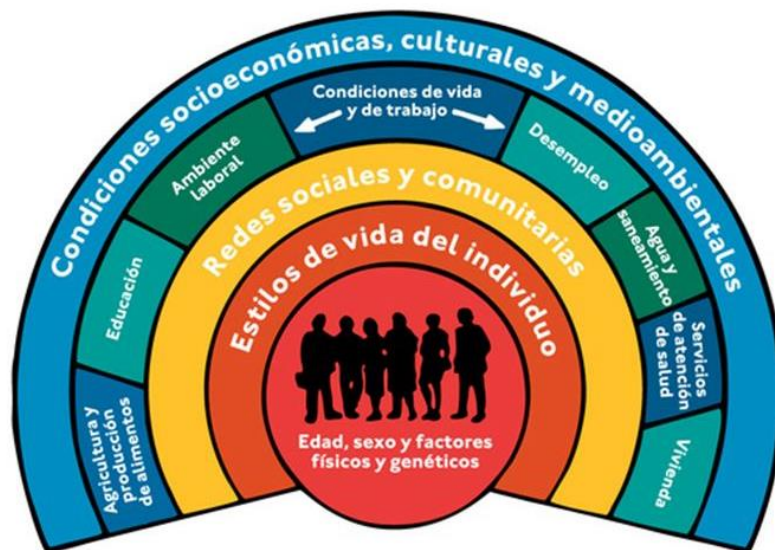 Condiciones socioeconómicas, culturales y medioambientales
Condiciones de vida
y de trabajo
Agricultura y
producción
de alimentos
Educación
Ambiente
laboral
Desempleo
Agua y
saneamiento
Servicios
de atención
de salud
Vivienda
Redes sociales y comunitarias
Estilos de vida del individuo
Edad, sexo y factores
físicos y genéticos